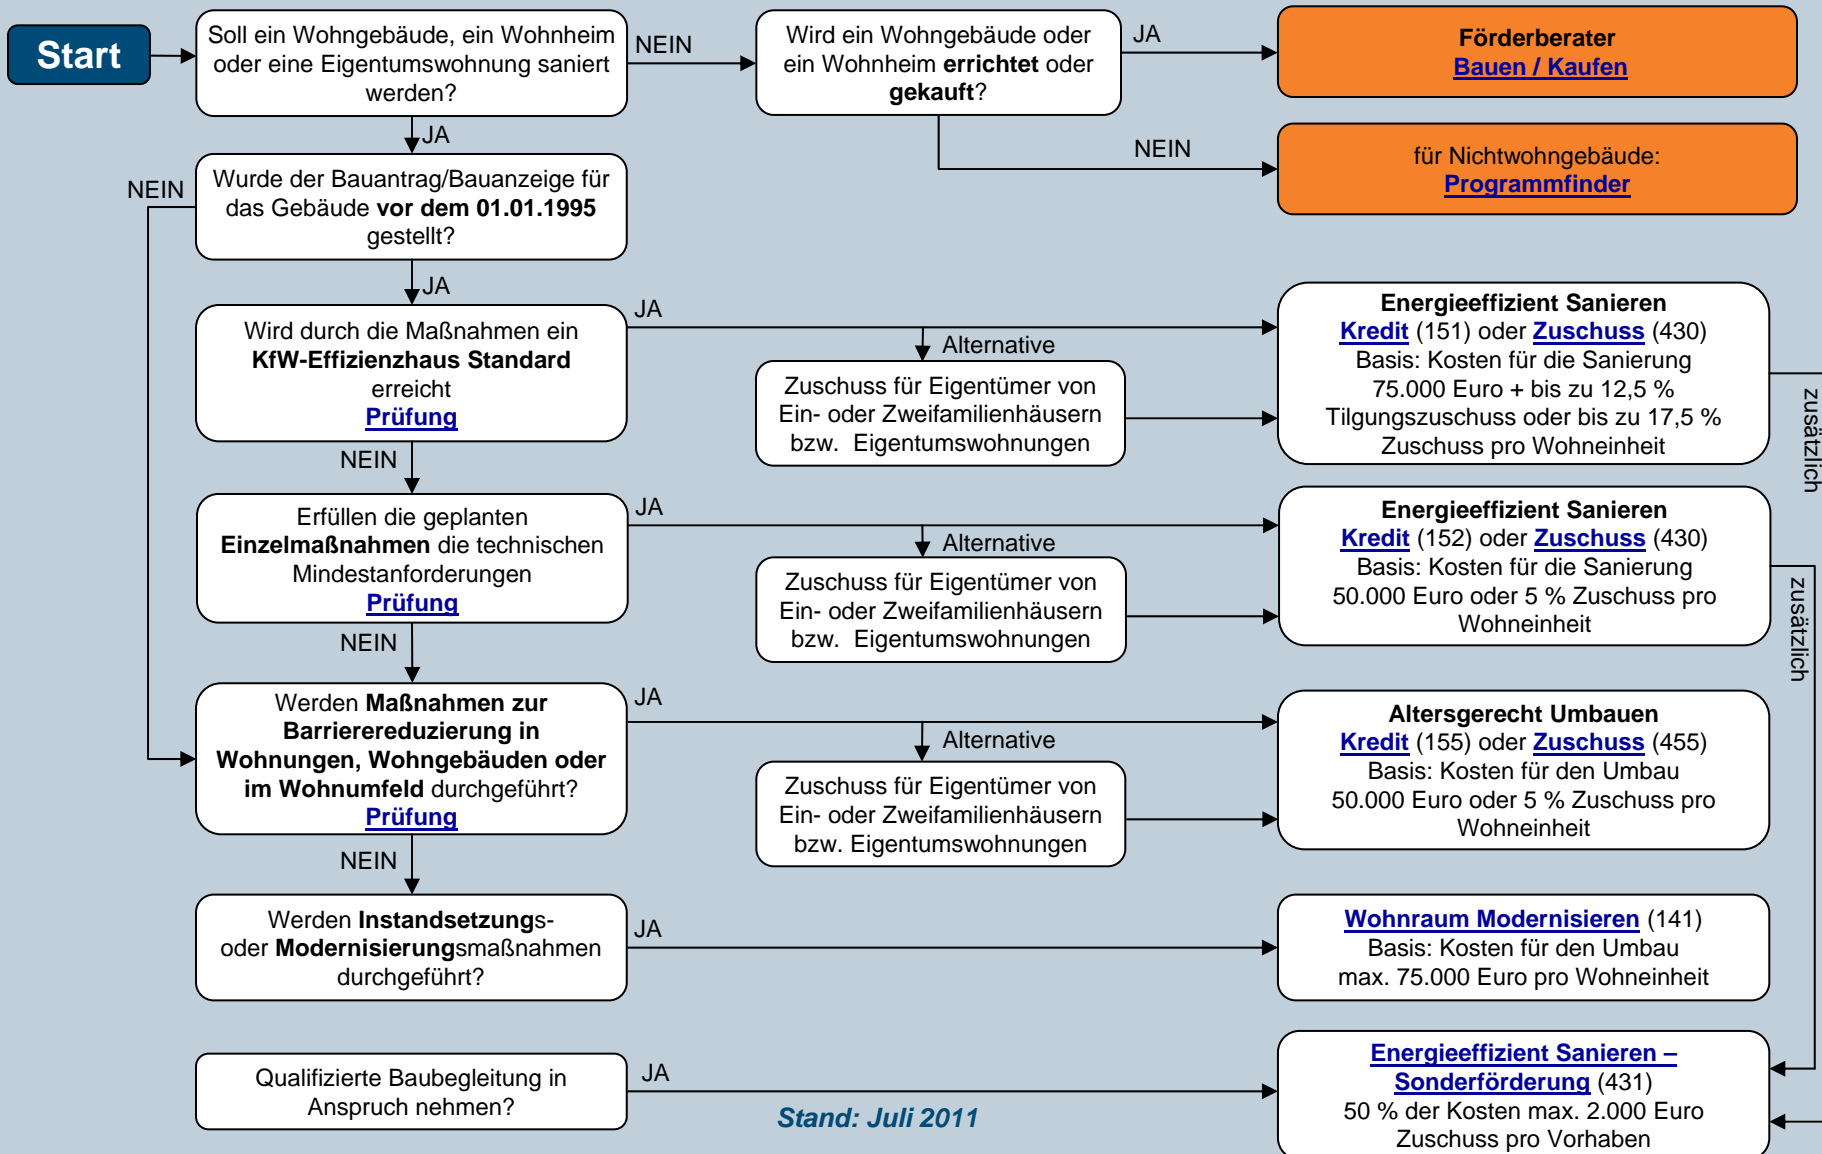 Start
Soll ein Wohngebäude, ein Wohnheim
oder eine Eigentumswohnung saniert
werden?
NEIN
Wird ein Wohngebäude oder
ein Wohnheim errichtet oder
gekauft?
JA
Förderberater
Bauen / Kaufen
NEIN
für Nichtwohngebäude:
Programmfinder
JA
NEIN
Wurde der Bauantrag/Bauanzeige für
das Gebäude vor dem 01.01.1995
gestellt?
JA
Wird durch die Maßnahmen ein
KfW-Effizienzhaus Standard
erreicht
Prüfung
JA
Alternative
Zuschuss für Eigentümer von
Ein- oder Zweifamilienhäusern
bzw. Eigentumswohnungen
Energieeffizient Sanieren
Kredit (151) oder Zuschuss (430)
Basis: Kosten für die Sanierung
75.000 Euro + bis zu 12,5 %
Tilgungszuschuss oder bis zu 17,5 %
Zuschuss pro Wohneinheit
zusätzlich
NEIN
Erfüllen die geplanten
Einzelmaßnahmen die technischen
Mindestanforderungen
Prüfung
JA
Alternative
Zuschuss für Eigentümer von
Ein- oder Zweifamilienhäusern
bzw. Eigentumswohnungen
Energieeffizient Sanieren
Kredit (152) oder Zuschuss (430)
Basis: Kosten für die Sanierung
50.000 Euro oder 5 % Zuschuss pro
Wohneinheit
zusätzlich
NEIN
Werden Maßnahmen zur
Barrierereduzierung in
Wohnungen, Wohngebäuden oder
im Wohnumfeld durchgeführt?
Prüfung
JA
Alternative
Zuschuss für Eigentümer von
Ein- oder Zweifamilienhäusern
bzw. Eigentumswohnungen
Altersgerecht Umbauen
Kredit (155) oder Zuschuss (455)
Basis: Kosten für den Umbau
50.000 Euro oder 5 % Zuschuss pro
Wohneinheit
NEIN
Werden Instandsetzungs-
oder Modernisierungsmaßnahmen
durchgeführt?
JA
Wohnraum Modernisieren (141)
Basis: Kosten für den Umbau
max. 75.000 Euro pro Wohneinheit
Qualifizierte Baubegleitung in
Anspruch nehmen?
JA
Stand: Juli 2011
Energieeffizient Sanieren –
Sonderförderung (431)
50 % der Kosten max. 2.000 Euro
Zuschuss pro Vorhaben